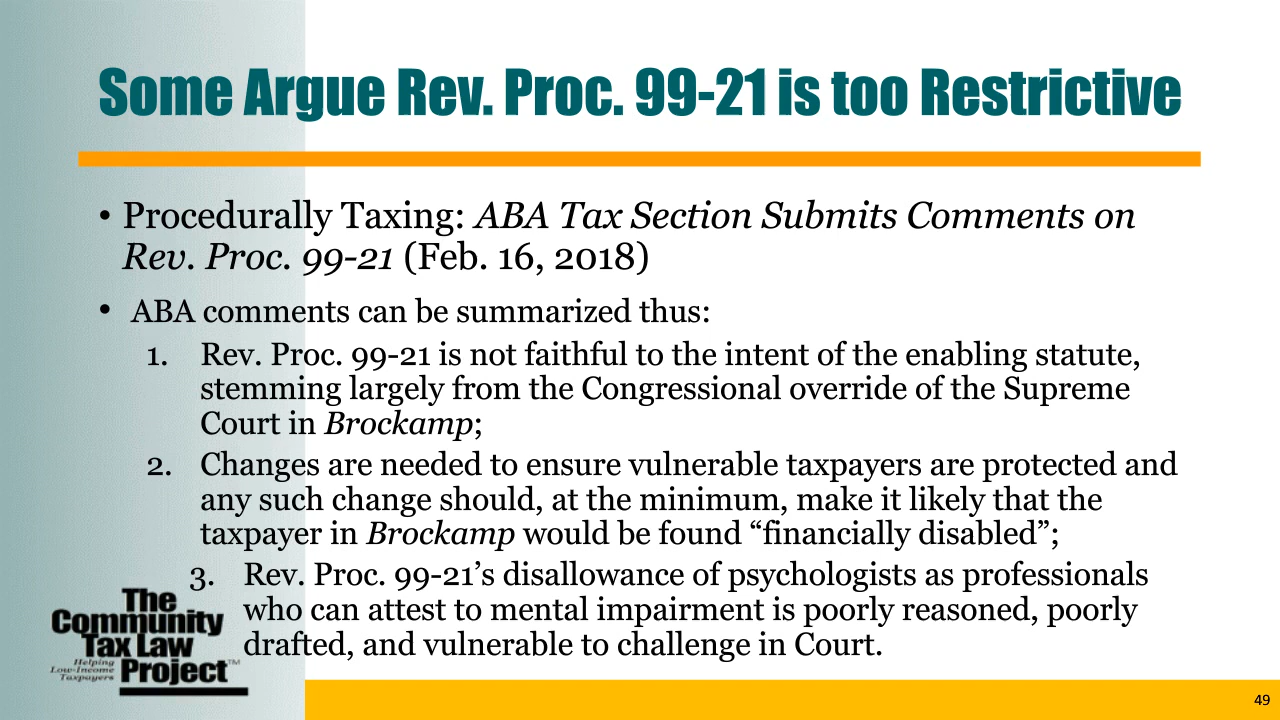 Some Argue Rev. Proc. 99-21 is too Restrictive
• Procedurally Taxing: ABA Tax Section Submits Comments on
Rev. Proc. 99-21 (Feb. 16, 2018)
• ABA comments can be summarized thus:
1. Rev. Proc. 99-21 is not faithful to the intent of the enabling statute,
stemming largely from the Congressional override of the Supreme
Court in Brockamp;
2. Changes are needed to ensure vulnerable taxpayers are protected and
any such change should, at the minimum, make it likely that the
taxpayer in Brockamp would be found “financially disabled”;
3. Rev. Proc. 99-21’s disallowance of psychologists as professionals
who can attest to mental impairment is poorly reasoned, poorly
drafted, and vulnerable to challenge in Court.
The
Community
Tax Law
Helping
Low-Income
Taxpayers
Project™
49